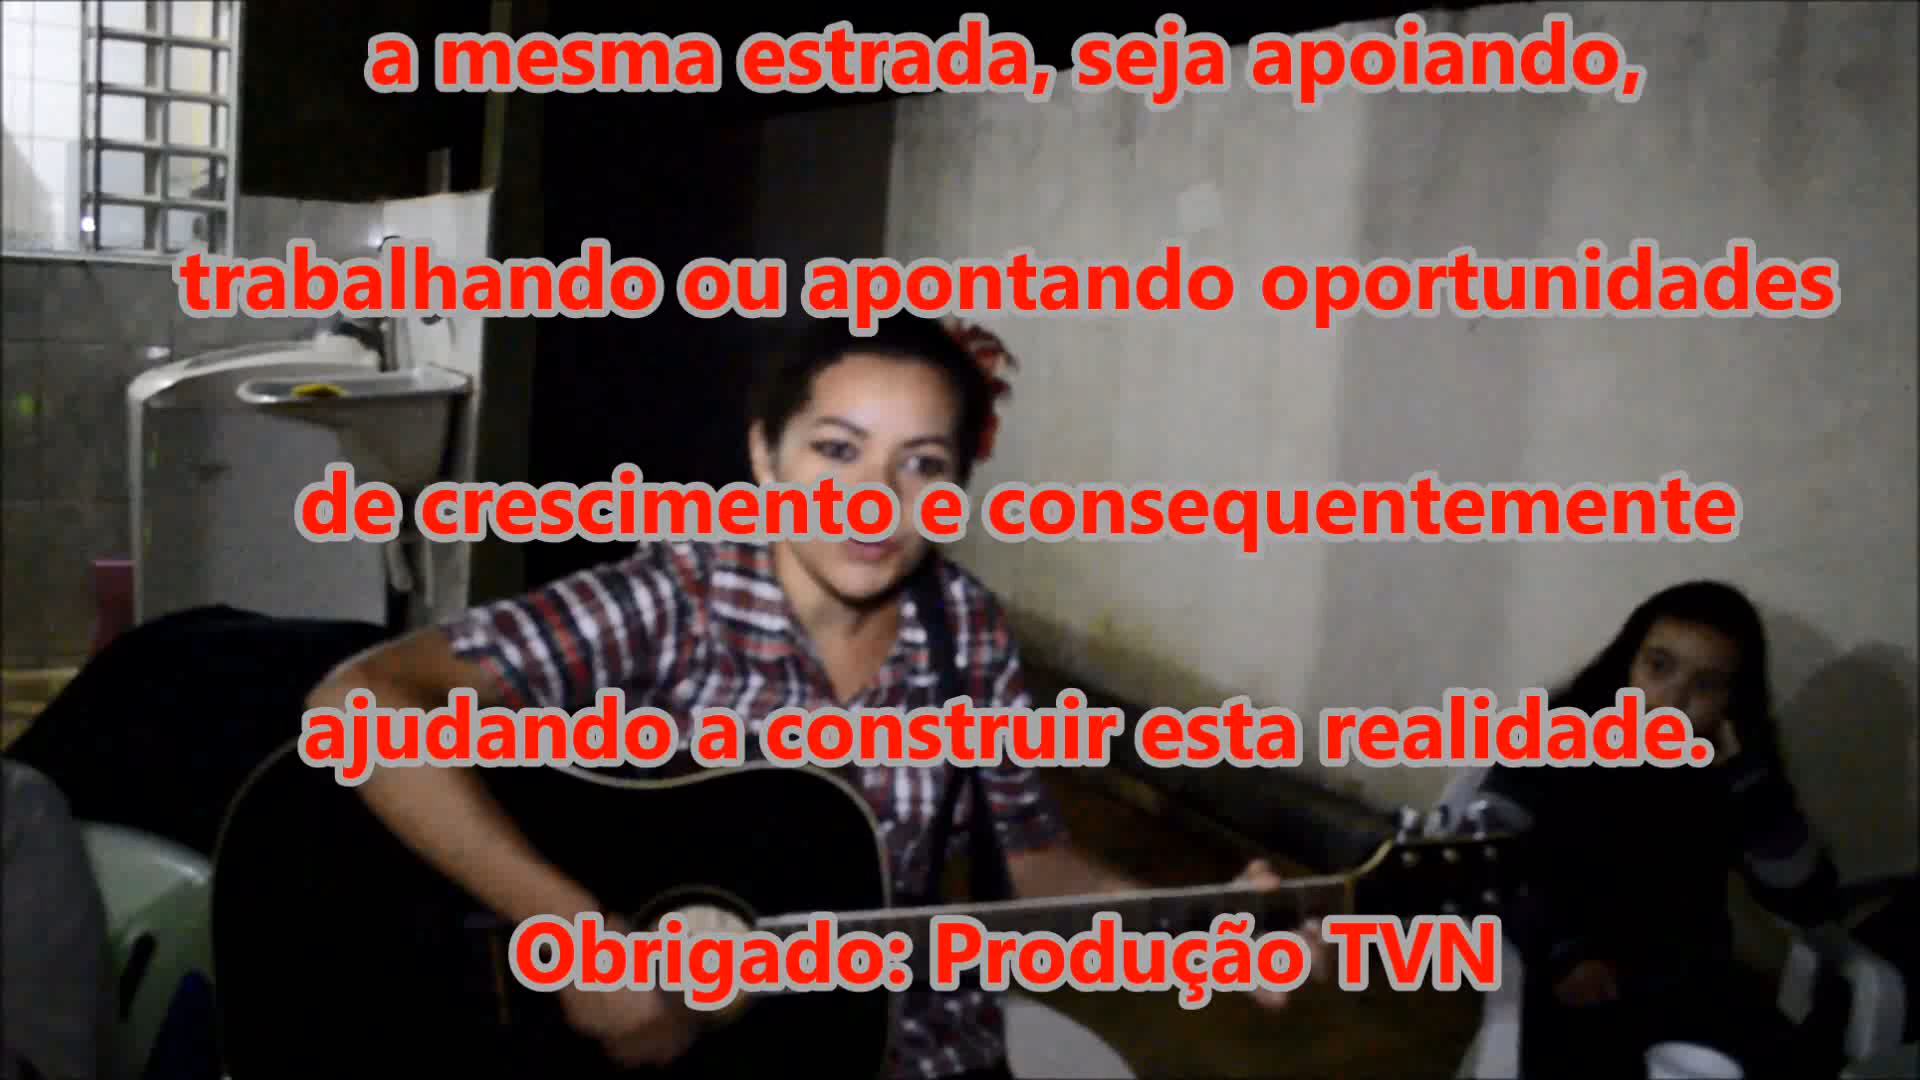 a mesma estrada, seja apoiando,
trabalhando ou apontando oportunidades
de crescimento e consequentemente
ajudando a construir esta realidade.
Obrigado: Produção TVN